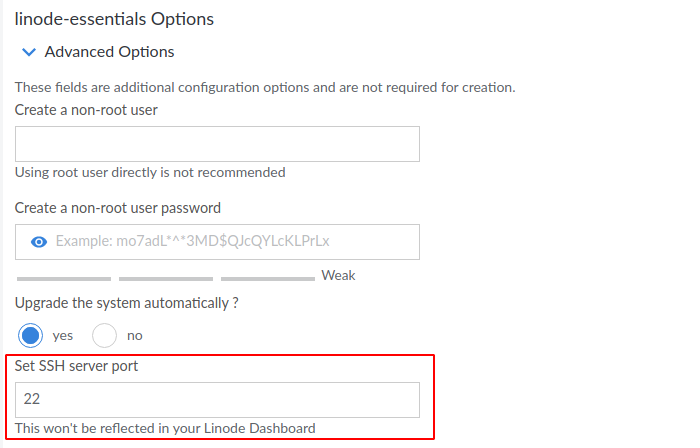 linode-essentials Options
Advanced Options
These fields are additional configuration options and are not required for creation.
Create a non-root user
Using root user directly is not recommended
Create a non-root user password
Example: mo7adL*^*3MD$QJcQYLcKLPrLx
Weak
Upgrade the system automatically ?
yes no
Set SSH server port
22
This won't be reflected in your Linode Dashboard